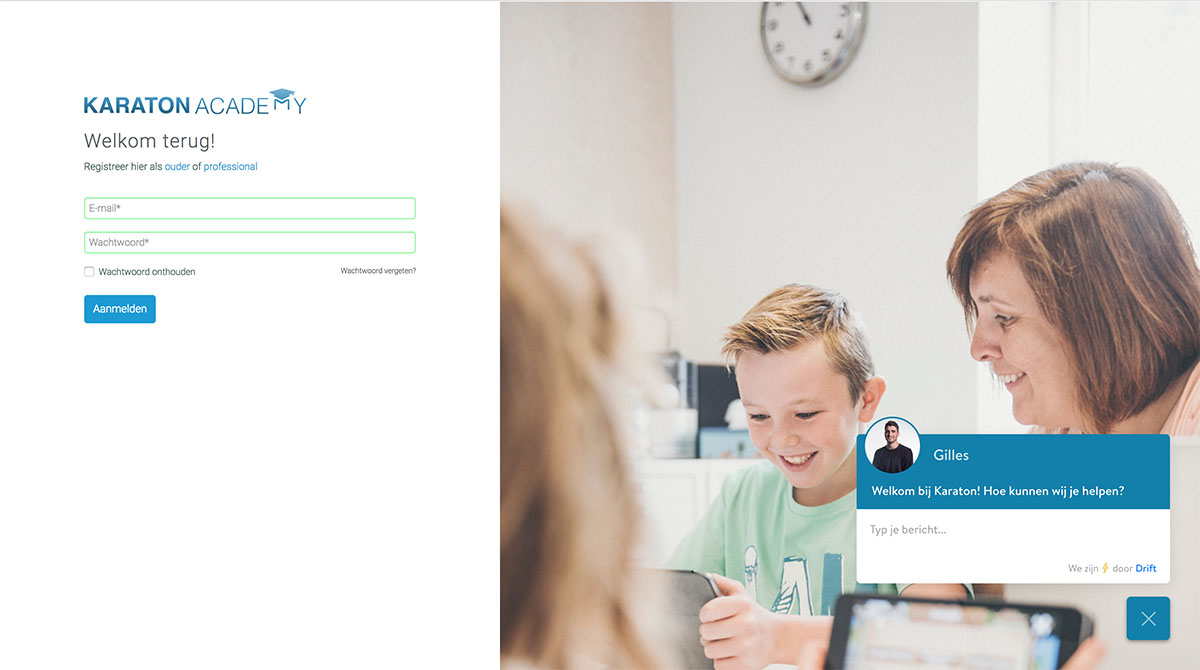 KARATON ACADEMY
Welkom terug!
Registreer hier als ouder of professional
E-mail*
Wachtwoord*
Wachtwoord onthouden
Wachtwoord vergeten?
Aanmelden
Gilles
Welkom bij Karaton! Hoe kunnen wij je helpen?
Typ je bericht...
We zijn ⚡ door Drift